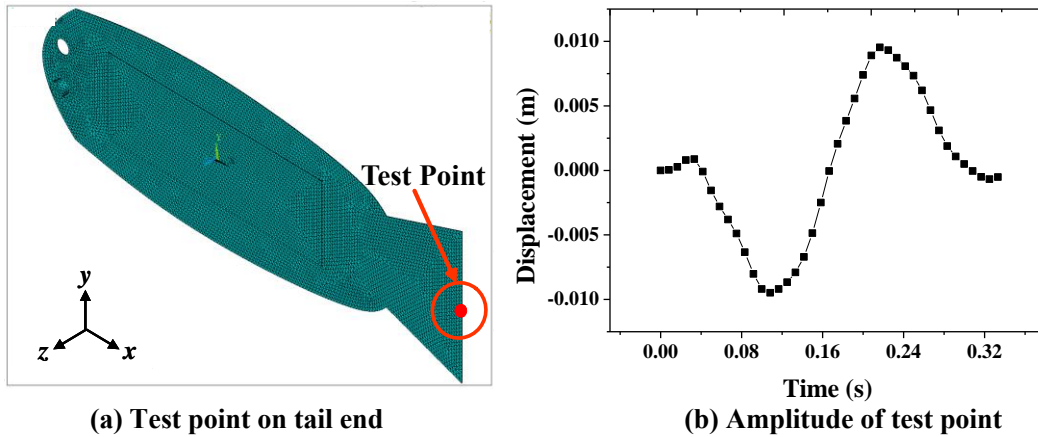 Test Point
y
z
x
(a) Test point on tail end
0.010
0.005
0.000
-0.005
-0.010
Displacement (m)
0.00 0.08 0.16 0.24 0.32
Time (s)
(b) Amplitude of test point